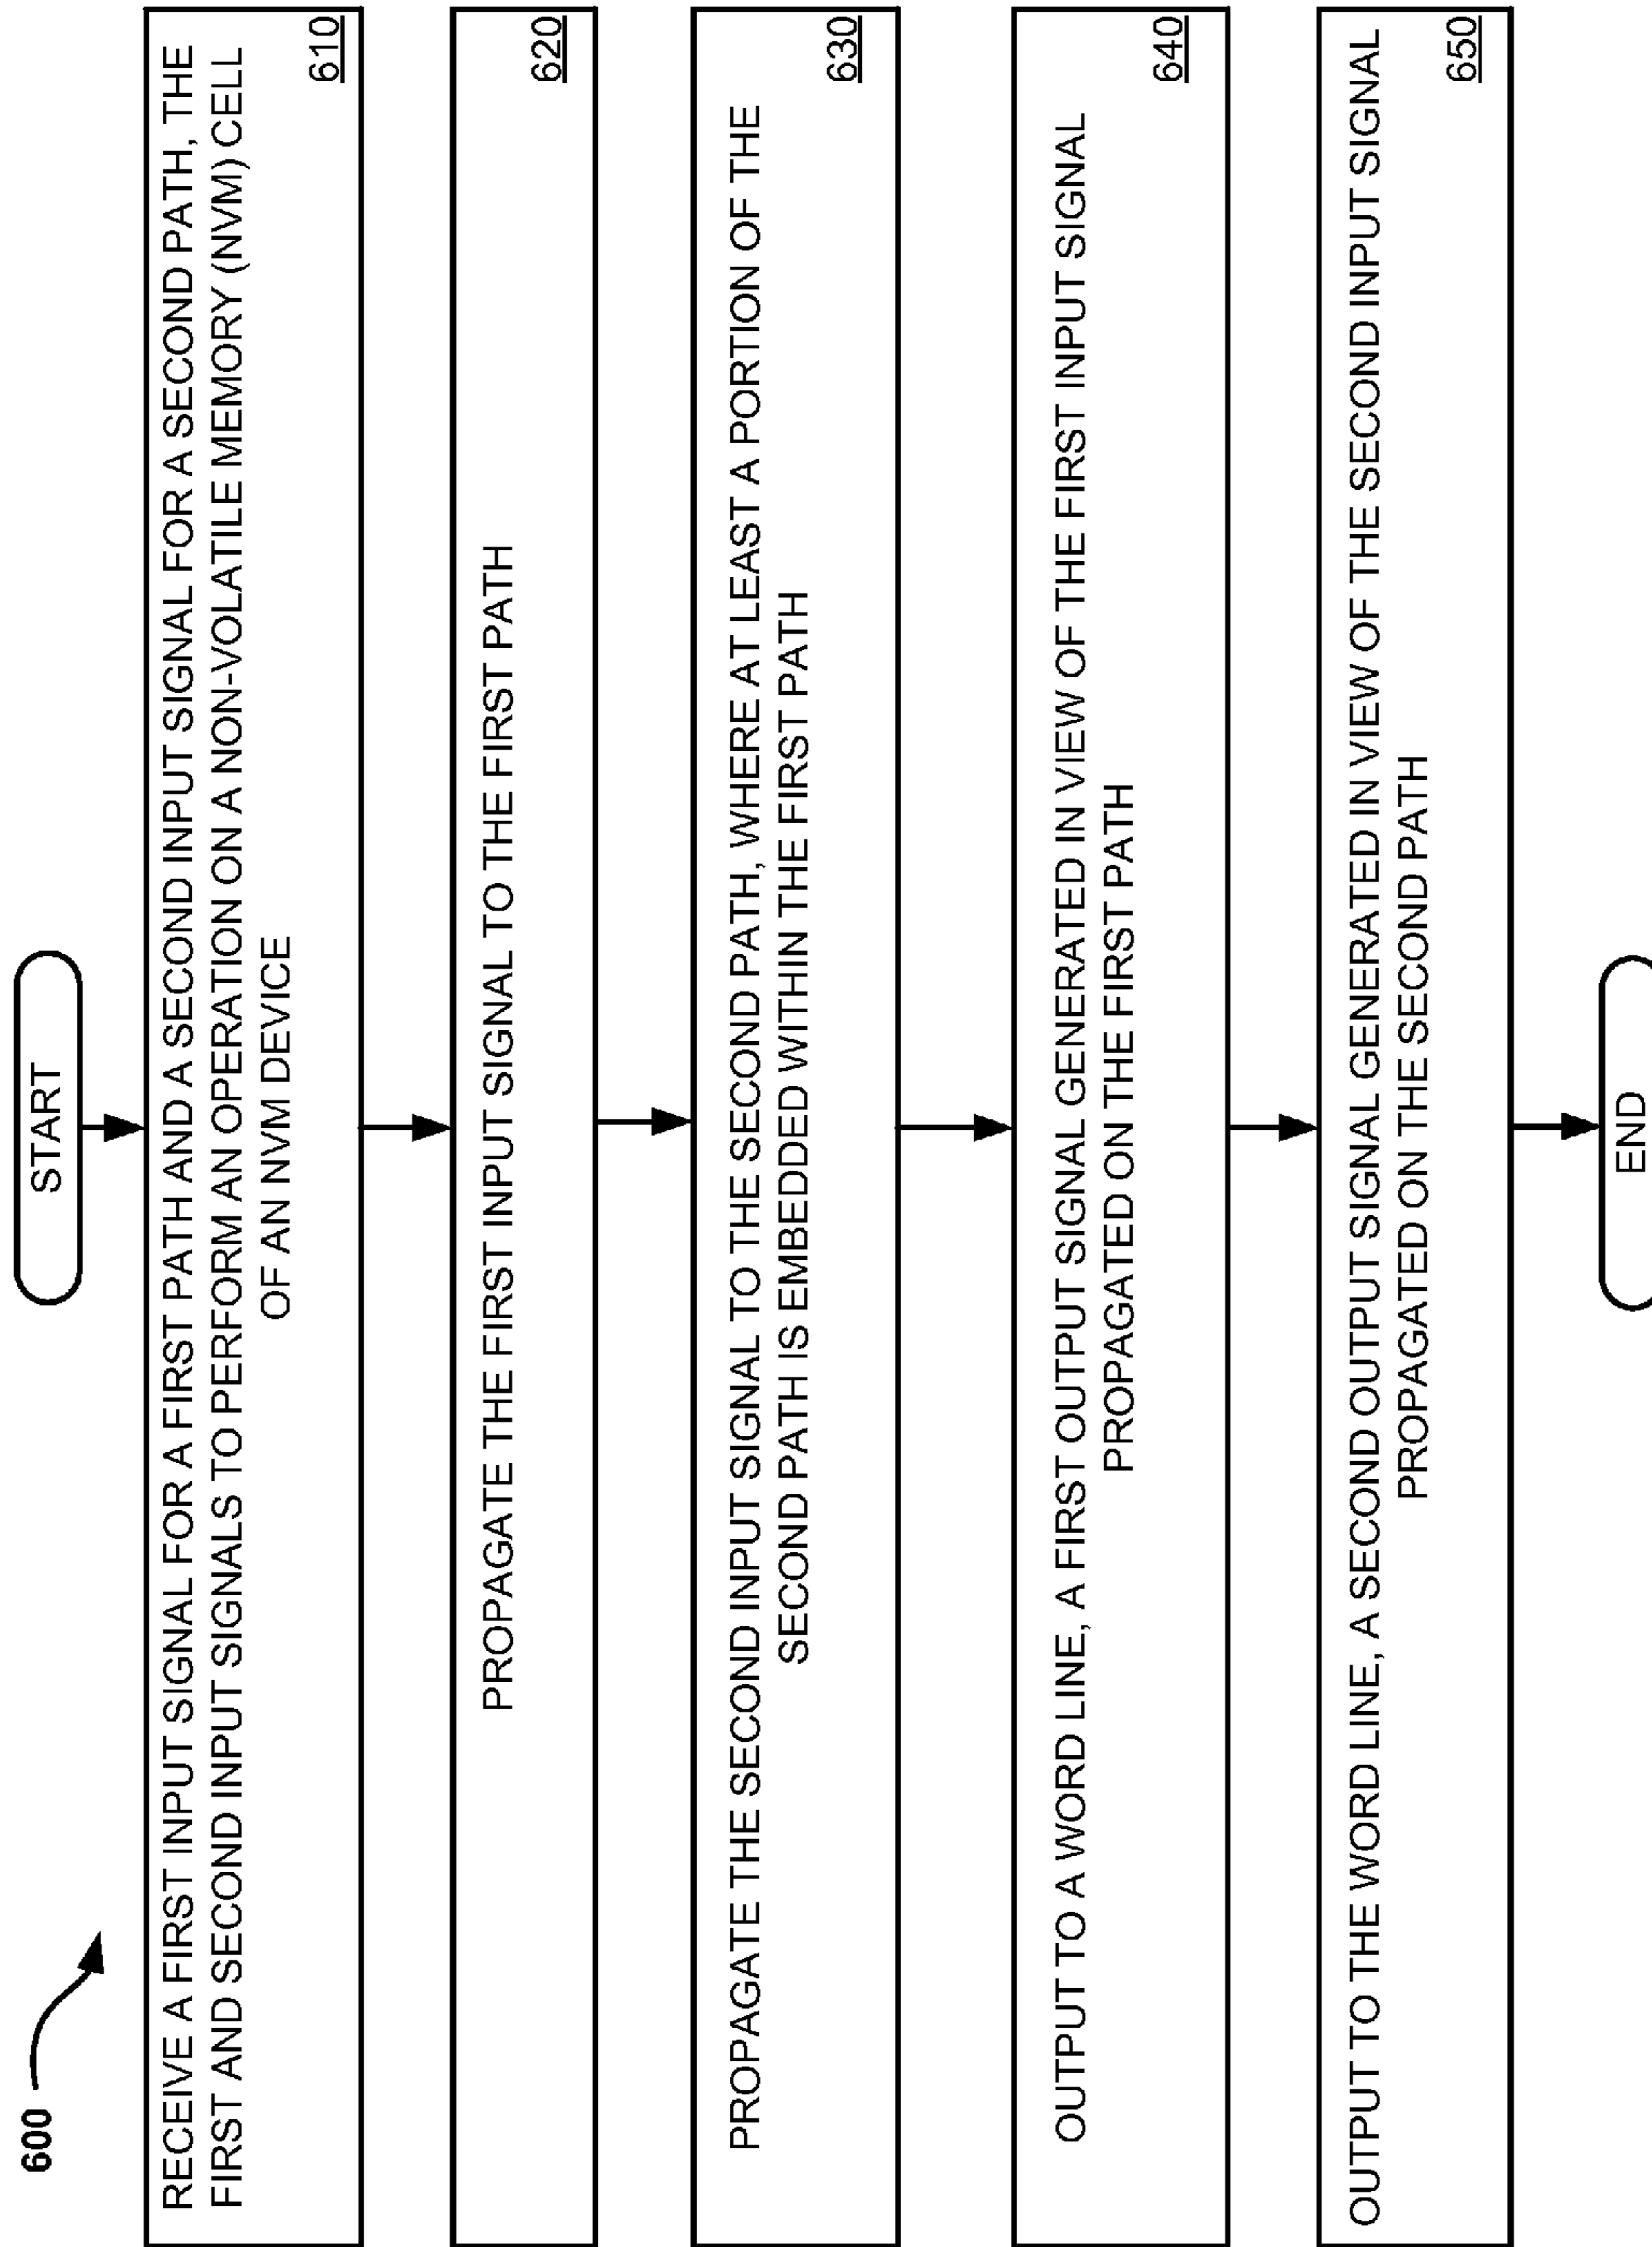 600
START
RECEIVE A FIRST INPUT SIGNAL FOR A FIRST PATH AND A SECOND INPUT SIGNAL FOR A SECOND PATH, THE
FIRST AND SECOND INPUT SIGNALS TO PERFORM AN OPERATION ON A NON-VOLATILE MEMORY (NVM) CELL
OF AN NVM DEVICE
610
PROPAGATE THE FIRST INPUT SIGNAL TO THE FIRST PATH
620
PROPAGATE THE SECOND INPUT SIGNAL TO THE SECOND PATH, WHERE AT LEAST A PORTION OF THE
SECOND PATH IS EMBEDDED WITHIN THE FIRST PATH
630
OUTPUT TO A WORD LINE, A FIRST OUTPUT SIGNAL GENERATED IN VIEW OF THE FIRST INPUT SIGNAL
PROPAGATED ON THE FIRST PATH
640
OUTPUT TO THE WORD LINE, A SECOND OUTPUT SIGNAL GENERATED IN VIEW OF THE SECOND INPUT SIGNAL
PROPAGATED ON THE SECOND PATH
650
END